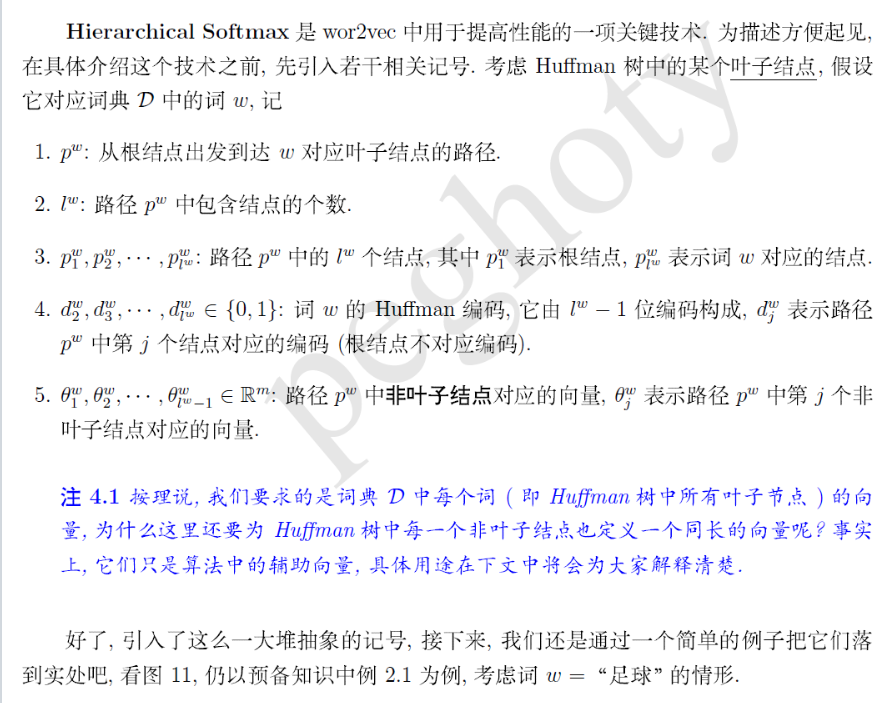 Hierarchical Softmax 是 wor2vec 中用于提高性能的一项关键技术. 为描述方便起见,
在具体介绍这个技术之前, 先引入若干相关记号. 考虑 Huffman 树中的某个叶子结点, 假设
它对应词典 𝒟 中的词 w, 记
1. p^w: 从根结点出发到达 w 对应叶子结点的路径.
2. l^w: 路径 p^w 中包含结点的个数.
3. p_1^w, p_2^w, ⋯ , p_{l^w}^w: 路径 p^w 中的 l^w 个结点, 其中 p_1^w 表示根结点, p_{l^w}^w 表示词 w 对应的结点.
4. d_2^w, d_3^w, ⋯ , d_{l^w}^w ∈ {0, 1}: 词 w 的 Huffman 编码, 它由 l^w − 1 位编码构成, d_j^w 表示路径
p^w 中第 j 个结点对应的编码 (根结点不对应编码).
5. θ_1^w, θ_2^w, ⋯ , θ_{l^w−1}^w ∈ ℝ^m: 路径 p^w 中非叶子结点对应的向量, θ_j^w 表示路径 p^w 中第 j 个非
叶子结点对应的向量.
注 4.1 按理说, 我们要求的是词典 𝒟 中每个词 ( 即 Huffman 树中所有叶子节点 ) 的向
量, 为什么这里还要为 Huffman 树中每一个非叶子结点也定义一个同长的向量呢? 事实
上, 它们只是算法中的辅助向量, 具体用途在下文中将会为大家解释清楚.
好了, 引入了这么一大堆抽象的记号, 接下来, 我们还是通过一个简单的例子把它们落
到实处吧, 看图 11, 仍以预备知识中例 2.1 为例, 考虑词 w = “足球” 的情形.
peghoty